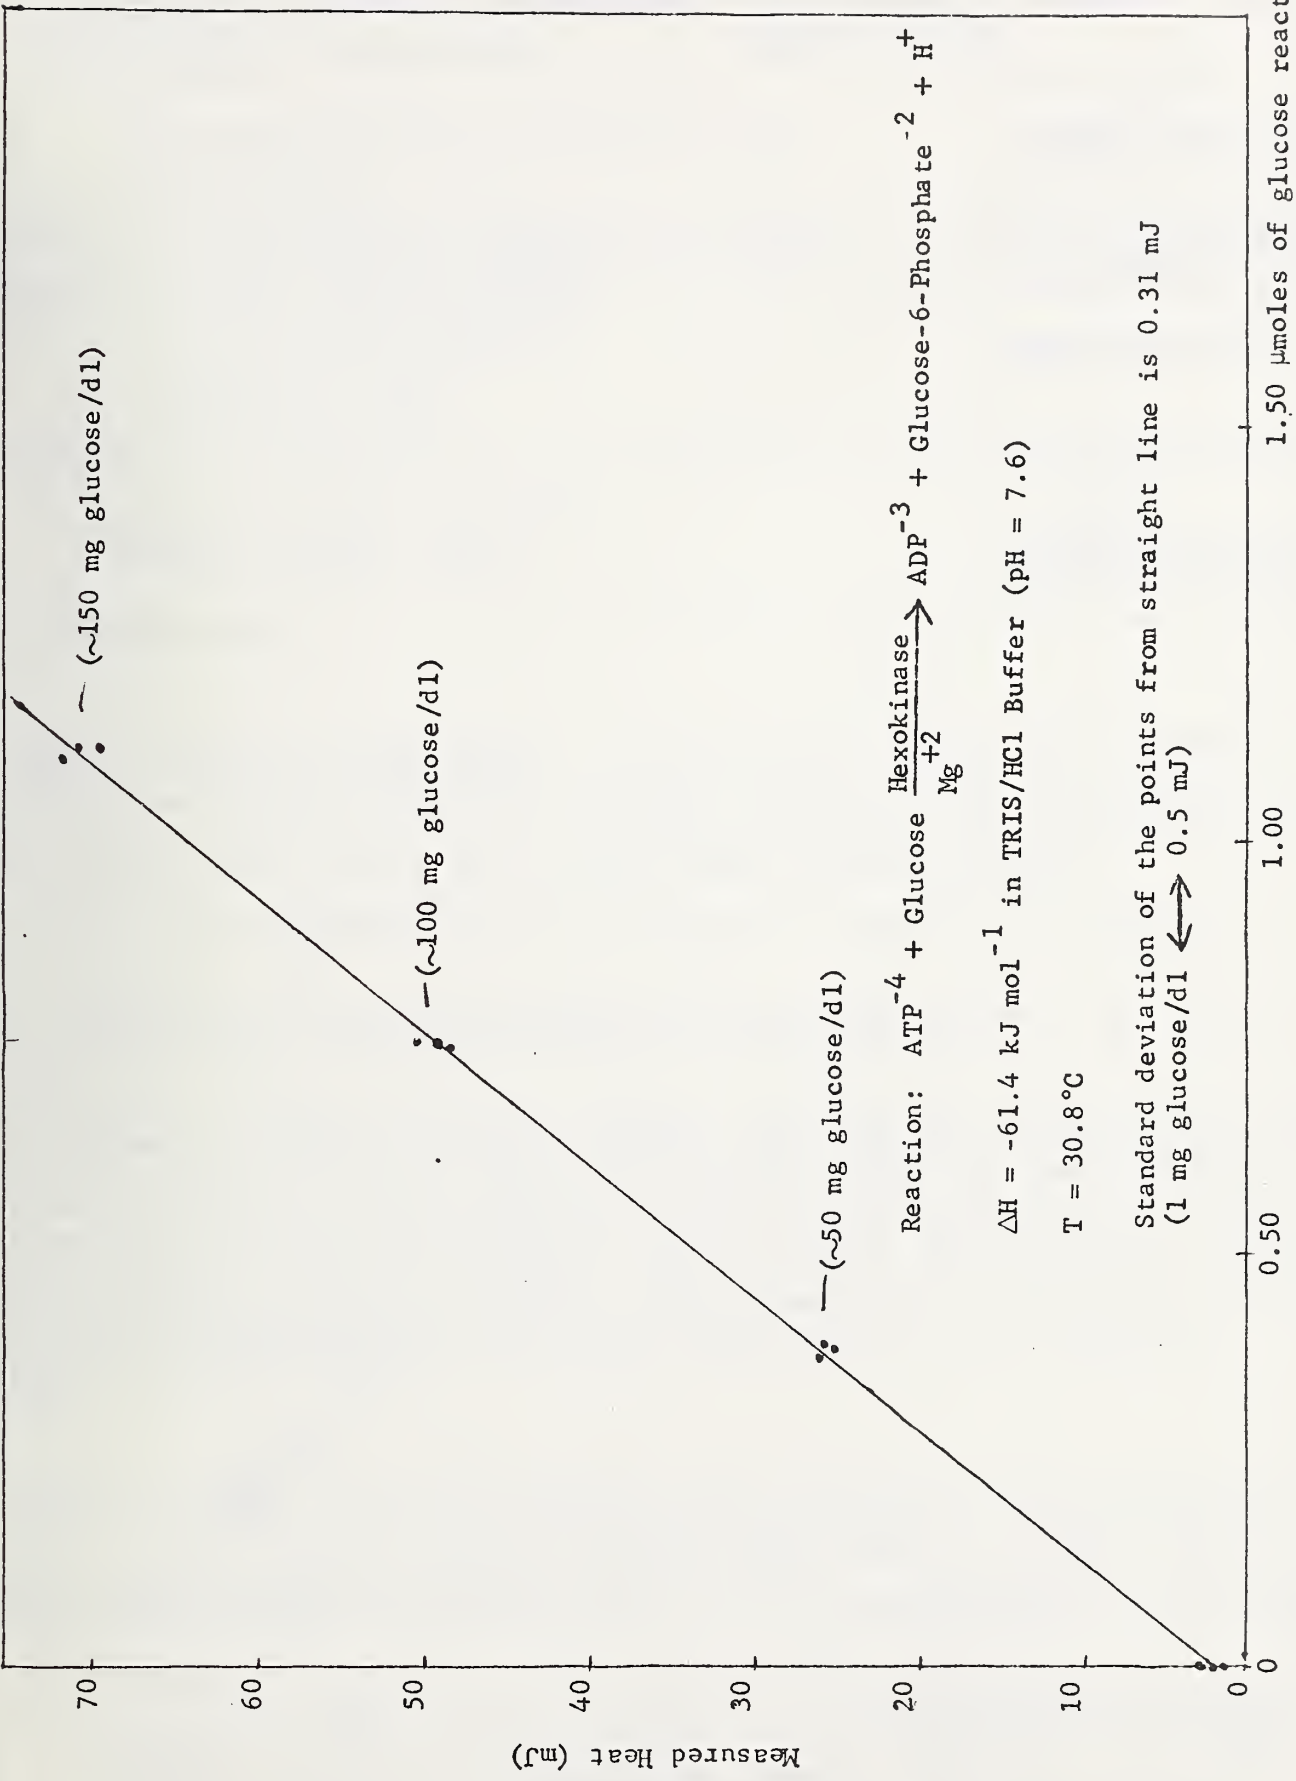 Measured Heat (mJ)
70
60
50
40
30
20
10
0
(~150 mg glucose/dl)
(~100 mg glucose/dl)
(~50 mg glucose/dl)
Reaction: ATP⁻⁴ + Glucose Hexokinase → ADP⁻³ + Glucose-6-Phosphate⁻² + H⁺
Mg⁺²
ΔH = -61.4 kJ mol⁻¹ in TRIS/HCl Buffer (pH = 7.6)
T = 30.8°C
Standard deviation of the points from straight line is 0.31 mJ
(1 mg glucose/dl ↔ 0.5 mJ)
0
0.50
1.00
1.50 μmoles of glucose react